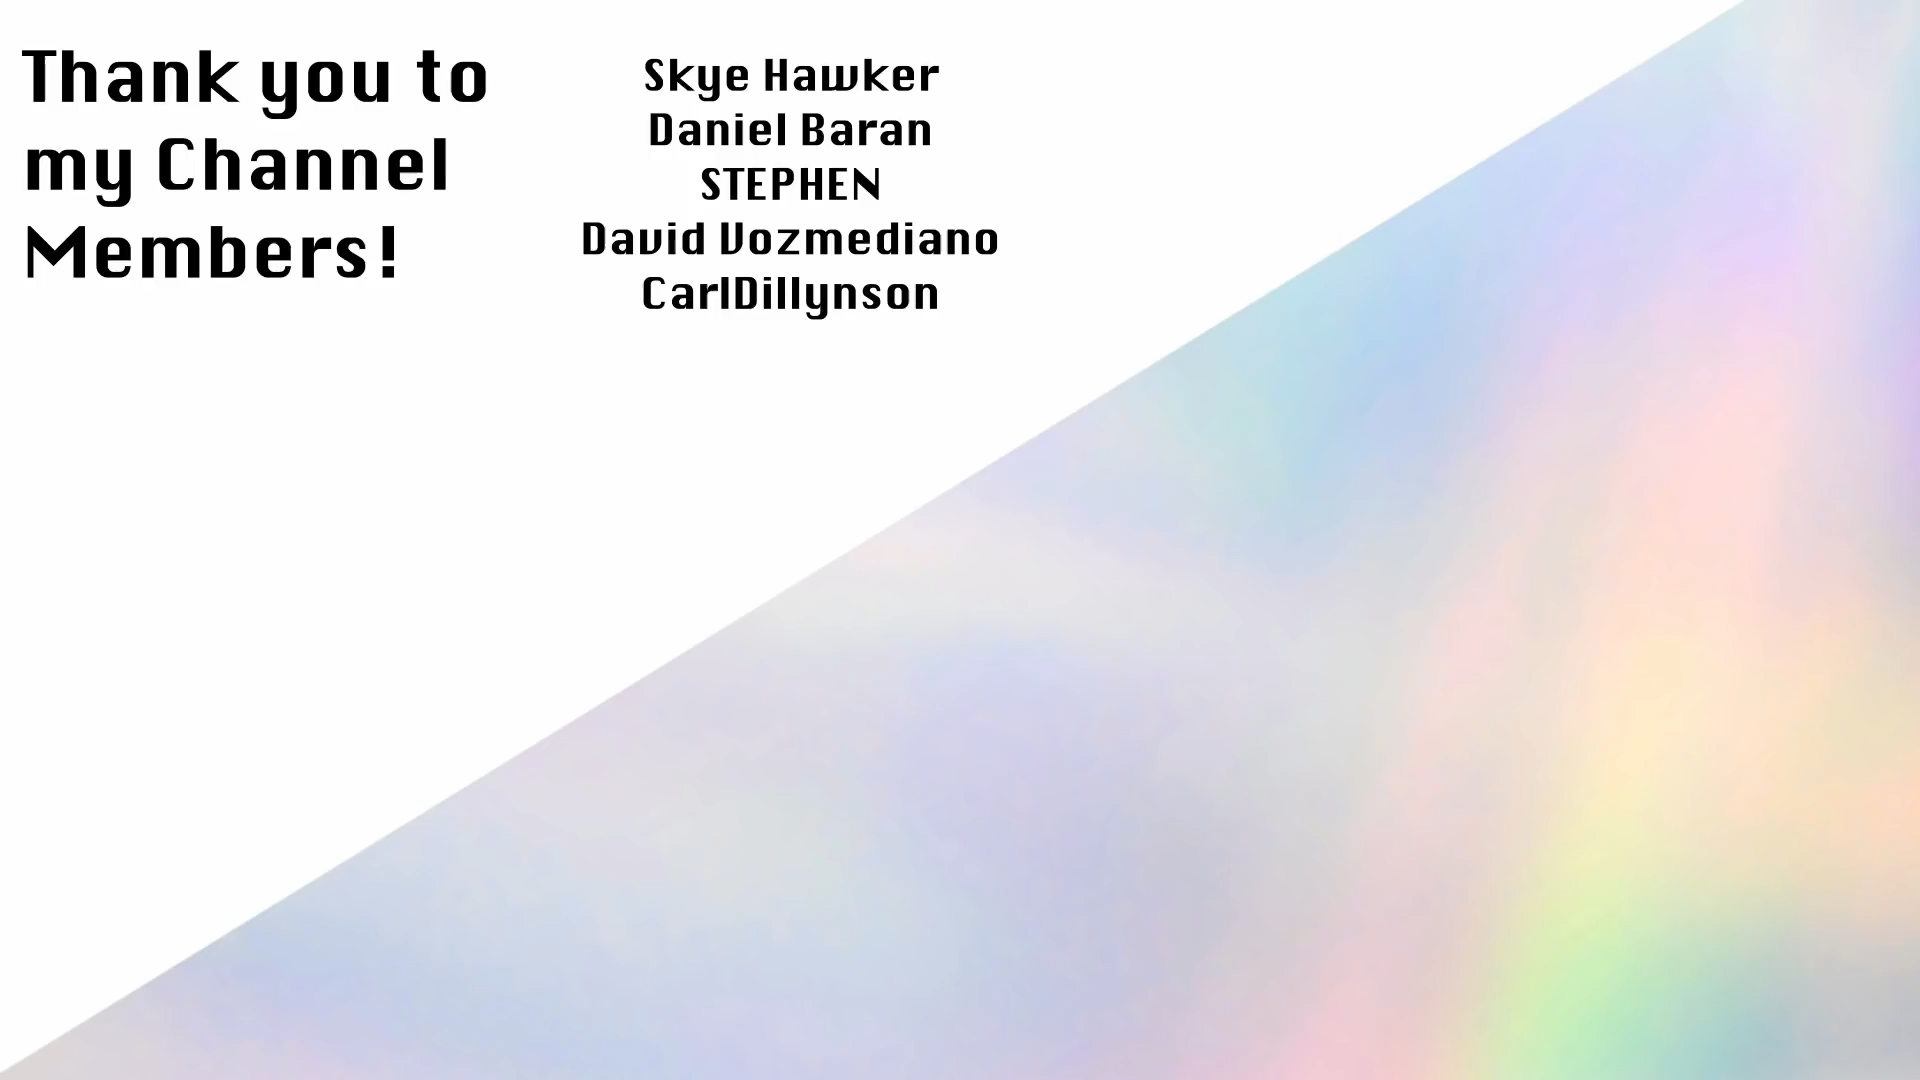 Thank you to
my Channel
Members!
Skye Hawker
Daniel Baran
STEPHEN
David Vozmediano
CarlDillynson